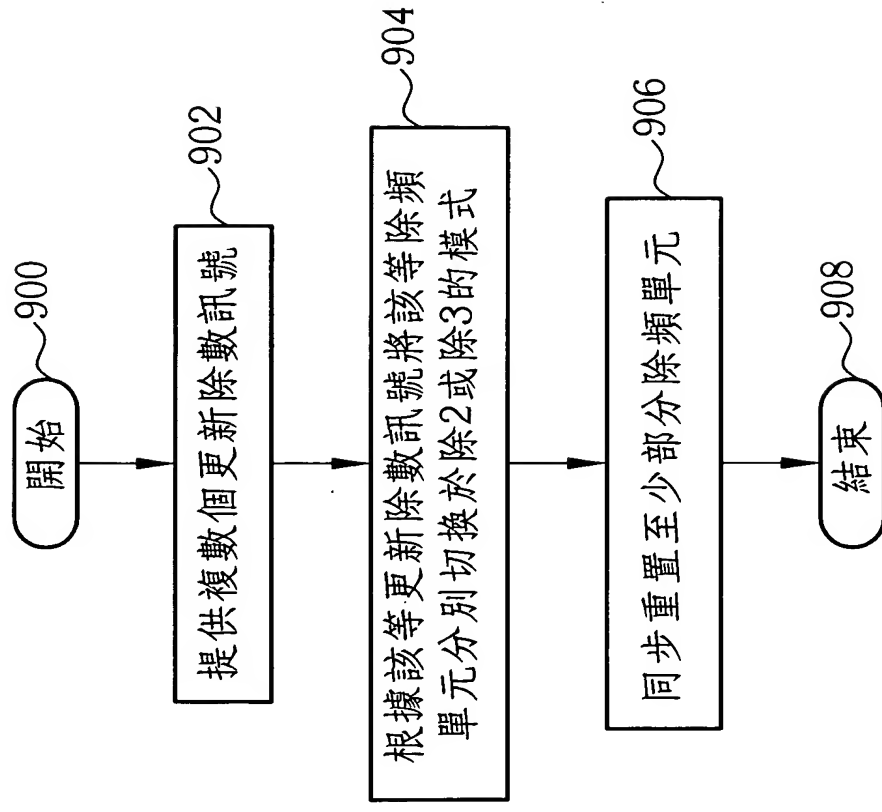 開始
900
提供複數個更新除數訊號
902
根據該等更新除數訊號將該等除頻
單元分別切換於除2或除3的模式
904
同步重置至少部分除頻單元
906
結束
908